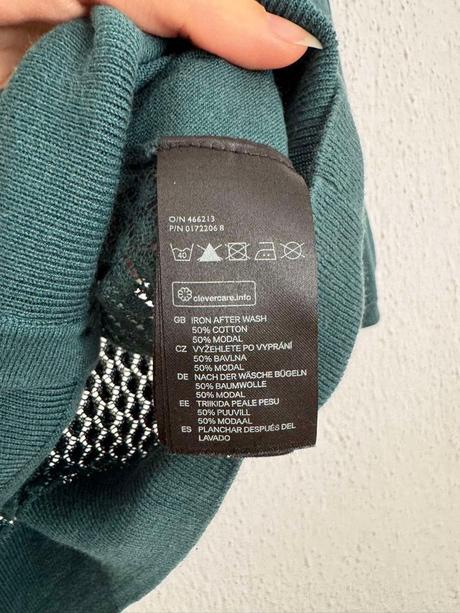 O/N 466213
P/N 0172206 8
40
clevercare.info
GB IRON AFTER WASH
50% COTTON
50% MODAL
CZ VYŽEHLETE PO VYPRÁNÍ
50% BAVLNA
50% MODAL
DE NACH DER WÄSCHE BÜGELN
50% BAUMWOLLE
50% MODAL
EE TRIIKIDA PEALE PESU
50% PUUVILL
50% MODAAL
ES PLANCHAR DESPUÉS DEL
LAVADO